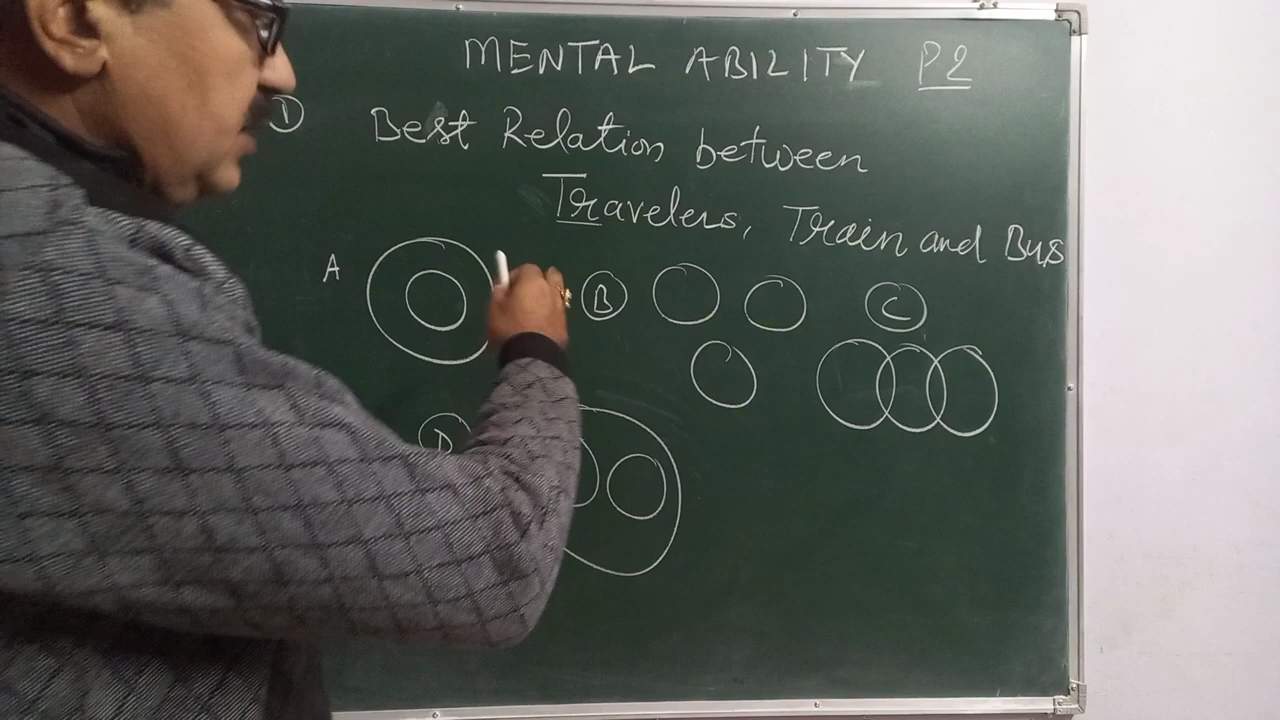 MENTAL ABILITY P2
① Best Relation between
Travelers, Train and Bus
A B C
D